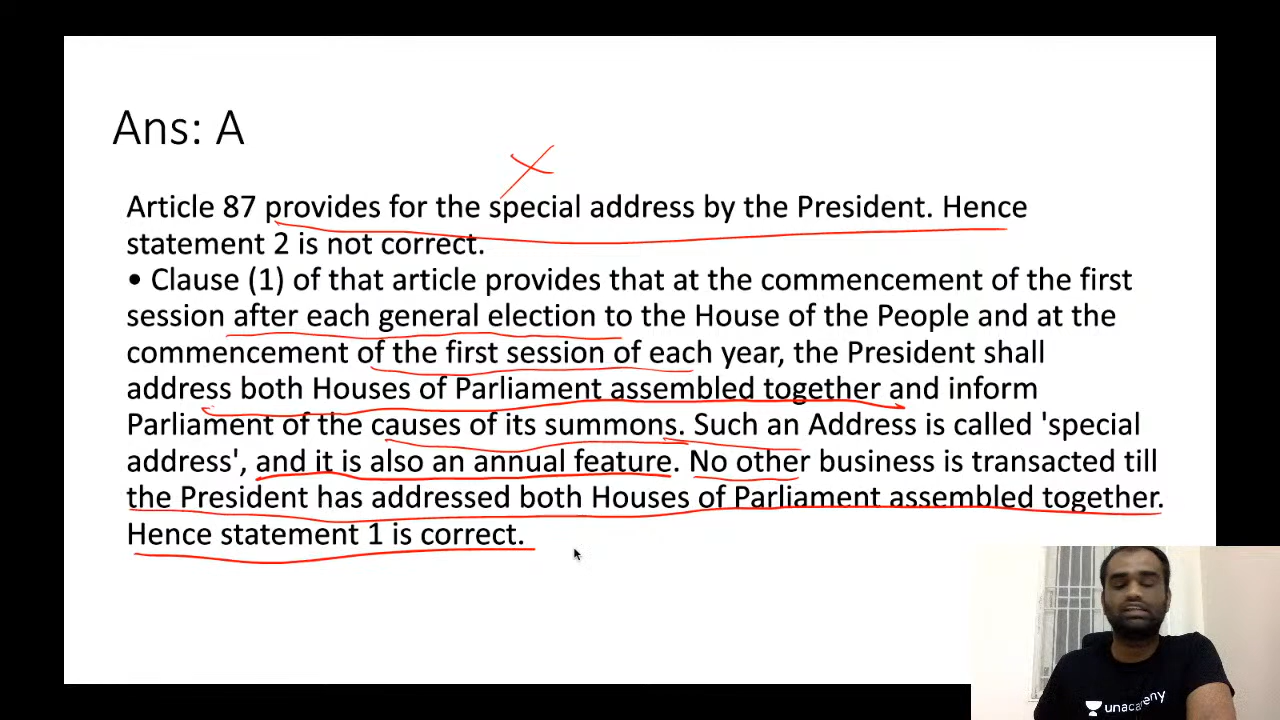 Ans: A
Article 87 provides for the special address by the President. Hence
statement 2 is not correct.
• Clause (1) of that article provides that at the commencement of the first
session after each general election to the House of the People and at the
commencement of the first session of each year, the President shall
address both Houses of Parliament assembled together and inform
Parliament of the causes of its summons. Such an Address is called 'special
address', and it is also an annual feature. No other business is transacted till
the President has addressed both Houses of Parliament assembled together.
Hence statement 1 is correct.
unacademy